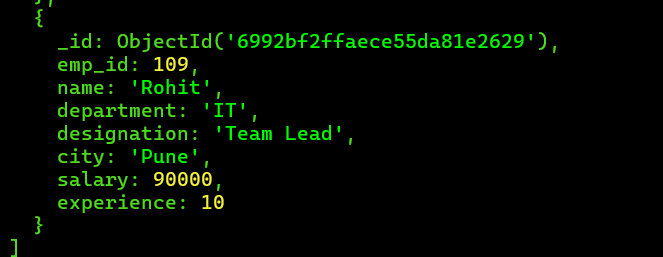 },
{
_id: ObjectId('6992bf2ffaece55da81e2629'),
emp_id: 109,
name: 'Rohit',
department: 'IT',
designation: 'Team Lead',
city: 'Pune',
salary: 90000,
experience: 10
}
]